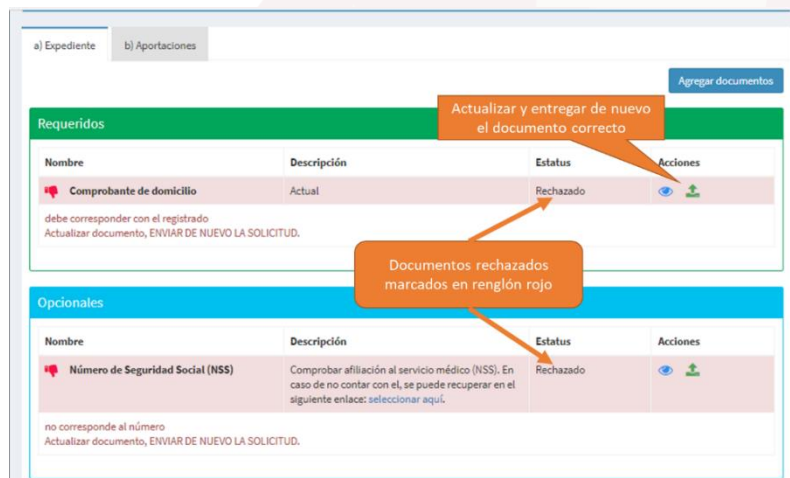 a) Expediente
b) Aportaciones
Agregar documentos
Actualizar y entregar de nuevo
el documento correcto
Requeridos
Nombre Descripción Estatus Acciones
Comprobante de domicilio Actual Rechazado
debe corresponder con el registrado
Actualizar documento, ENVIAR DE NUEVO LA SOLICITUD.
Documentos rechazados
marcados en renglón rojo
Opcionales
Nombre Descripción Estatus Acciones
Número de Seguridad Social (NSS) Comprobar afiliación al servicio médico (NSS). En Rechazado
caso de no contar con el, se puede recuperar en el
siguiente enlace: seleccionar aquí.
no corresponde al número
Actualizar documento, ENVIAR DE NUEVO LA SOLICITUD.